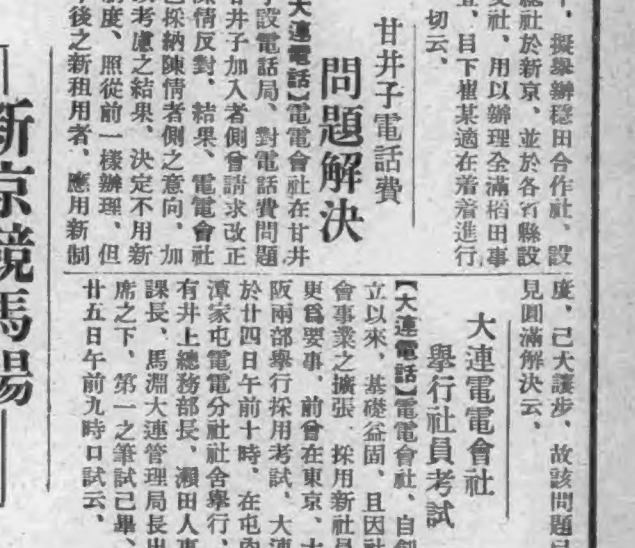 擬舉辦穩田合作社、設
總社於新京、並於各省縣設
支社、用以辦理全滿稻田事
宜、目下崔某適在着着進行
一切云、
甘井子電話費
問題解決
【大連電話】電電會社在甘井
子設電話局、對電話費問題
甘井子加入者側曾請求改正
陳情反對、結果、電電會社
已採納陳情者側之意向、加
以考慮之結果、決定不用新
制度、照從前一樣辦理、但
今後之新租用者、應用新制
度、己大讓步、故該問題已
見圓滿解決云、
大連電電會社
舉行社員考試
【大連電話】電電會社、自創
立以來、基礎益固、且因社
會事業之擴張、採用新社員
更爲要事、前曾在東京、大
阪兩部舉行採用考試、大連
於廿四日午前十時、在屯內
潭家屯電電分社社舍舉行、
有井上總務部長、瀨田人事
課長、馬淵大連管理局長出
席之下、第一之筆試己畢、
廿五日午前九時口試云、
新京競馬場